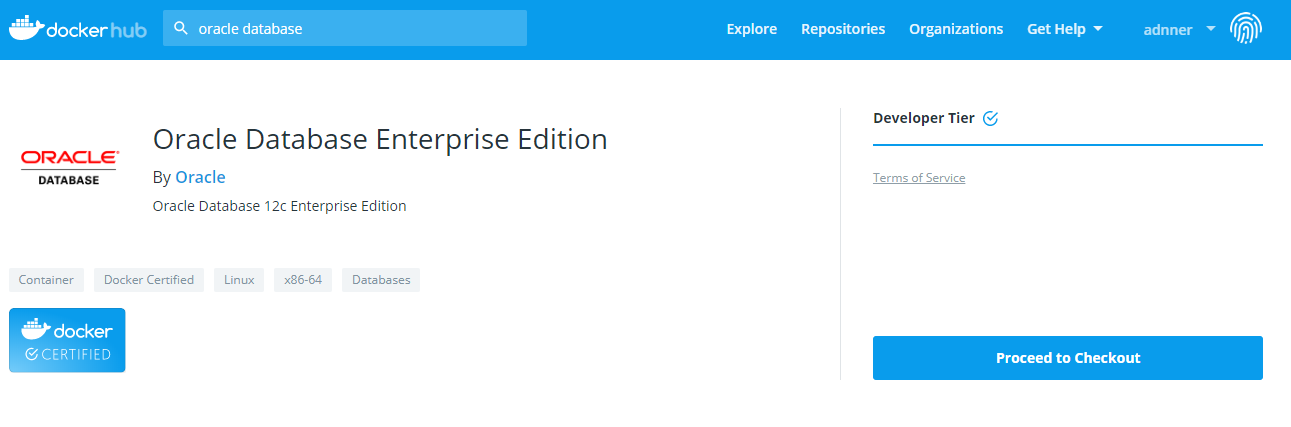 dockerhub
oracle database
Explore
Repositories
Organizations
Get Help
adnner
ORACLE
DATABASE
Oracle Database Enterprise Edition
By Oracle
Oracle Database 12c Enterprise Edition
Container
Docker Certified
Linux
x86-64
Databases
docker
CERTIFIED
Developer Tier
Terms of Service
Proceed to Checkout